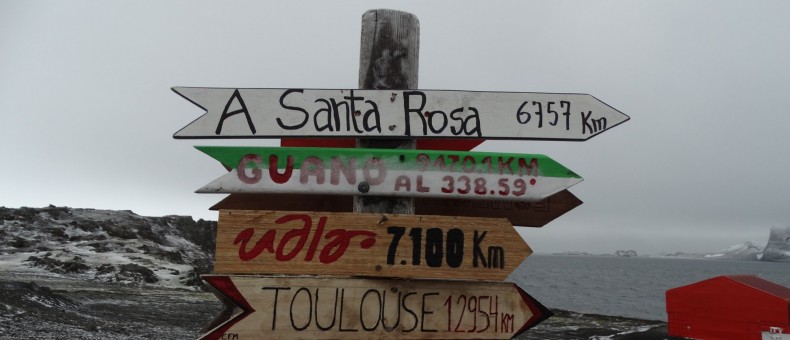 A Santa Rosa 6757 Km
GUANO
AL 338.59°
udla 7.100 Km
TOULOUSE 12954 KM